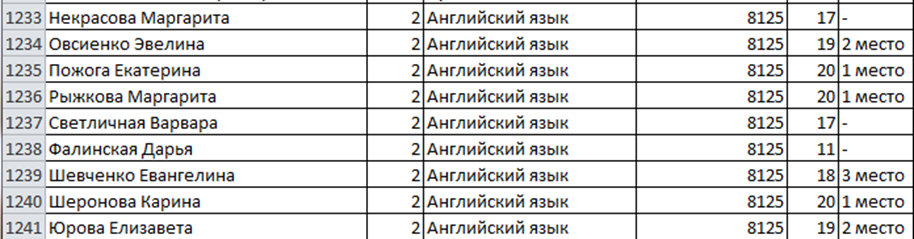 1233 Некрасова Маргарита 2 Английский язык 8125 17 -
1234 Овсиенко Эвелина 2 Английский язык 8125 19 2 место
1235 Пожога Екатерина 2 Английский язык 8125 20 1 место
1236 Рыжкова Маргарита 2 Английский язык 8125 20 1 место
1237 Светличная Варвара 2 Английский язык 8125 17 -
1238 Фалинская Дарья 2 Английский язык 8125 11 -
1239 Шевченко Евангелина 2 Английский язык 8125 18 3 место
1240 Шеронова Карина 2 Английский язык 8125 20 1 место
1241 Юрова Елизавета 2 Английский язык 8125 19 2 место